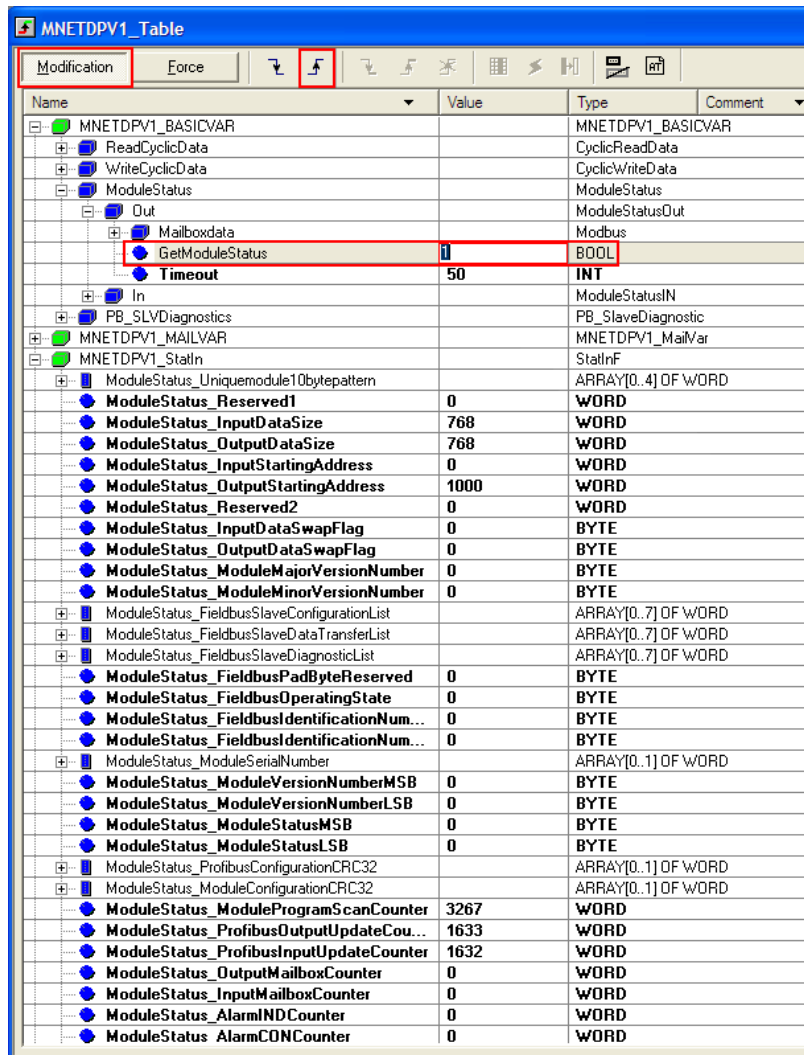 MNETDPV1_Table
Modification Force
Name Value Type Comment
MNETDPV1_BASICVAR MNETDPV1_BASICVAR
ReadCyclicData CyclicReadData
WriteCyclicData CyclicWriteData
ModuleStatus ModuleStatus
Out ModuleStatusOut
Mailboxdata Modbus
GetModuleStatus 1 BOOL
Timeout 50 INT
In ModuleStatusIN
PB_SLVDiagnostics PB_SlaveDiagnostic
MNETDPV1_MAILVAR MNETDPV1_MailVar
MNETDPV1_StatIn StatInF
ModuleStatus_Uniquemodule10bytepattern ARRAY[0..4] OF WORD
ModuleStatus_Reserved1 0 WORD
ModuleStatus_InputDataSize 768 WORD
ModuleStatus_OutputDataSize 768 WORD
ModuleStatus_InputStartingAddress 0 WORD
ModuleStatus_OutputStartingAddress 1000 WORD
ModuleStatus_Reserved2 0 WORD
ModuleStatus_InputDataSwapFlag 0 BYTE
ModuleStatus_OutputDataSwapFlag 0 BYTE
ModuleStatus_ModuleMajorVersionNumber 0 BYTE
ModuleStatus_ModuleMinorVersionNumber 0 BYTE
ModuleStatus_FieldbusSlaveConfigurationList ARRAY[0..7] OF WORD
ModuleStatus_FieldbusSlaveDataTransferList ARRAY[0..7] OF WORD
ModuleStatus_FieldbusSlaveDiagnosticList ARRAY[0..7] OF WORD
ModuleStatus_FieldbusPadByteReserved 0 BYTE
ModuleStatus_FieldbusOperatingState 0 BYTE
ModuleStatus_FieldbusIdentificationNum... 0 BYTE
ModuleStatus_FieldbusIdentificationNum... 0 BYTE
ModuleStatus_ModuleSerialNumber ARRAY[0..1] OF WORD
ModuleStatus_ModuleVersionNumberMSB 0 BYTE
ModuleStatus_ModuleVersionNumberLSB 0 BYTE
ModuleStatus_ModuleStatusMSB 0 BYTE
ModuleStatus_ModuleStatusLSB 0 BYTE
ModuleStatus_ProfibusConfigurationCRC32 ARRAY[0..1] OF WORD
ModuleStatus_ModuleConfigurationCRC32 ARRAY[0..1] OF WORD
ModuleStatus_ModuleProgramScanCounter 3267 WORD
ModuleStatus_ProfibusOutputUpdateCou... 1633 WORD
ModuleStatus_ProfibusInputUpdateCounter 1632 WORD
ModuleStatus_OutputMailboxCounter 0 WORD
ModuleStatus_InputMailboxCounter 0 WORD
ModuleStatus_AlarmINDCounter 0 WORD
ModuleStatus_AlarmCONCounter 0 WORD